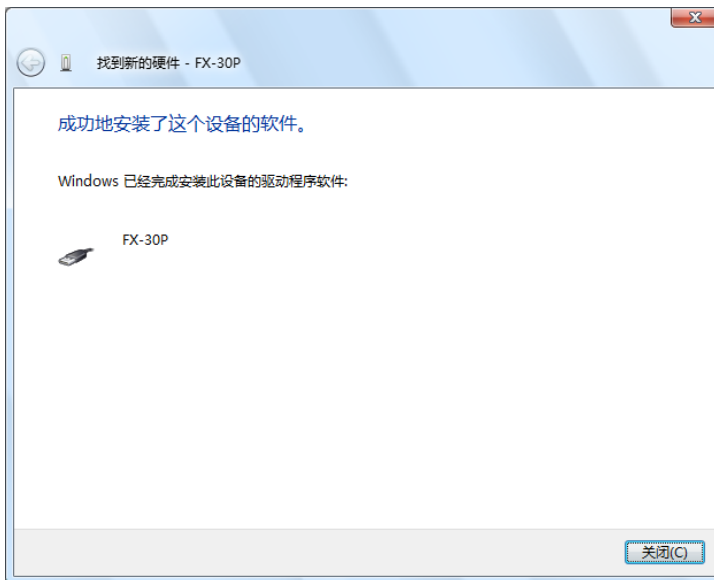 找到新的硬件 - FX-30P
成功地安装了这个设备的软件。
Windows 已经完成安装此设备的驱动程序软件:
FX-30P
关闭(C)